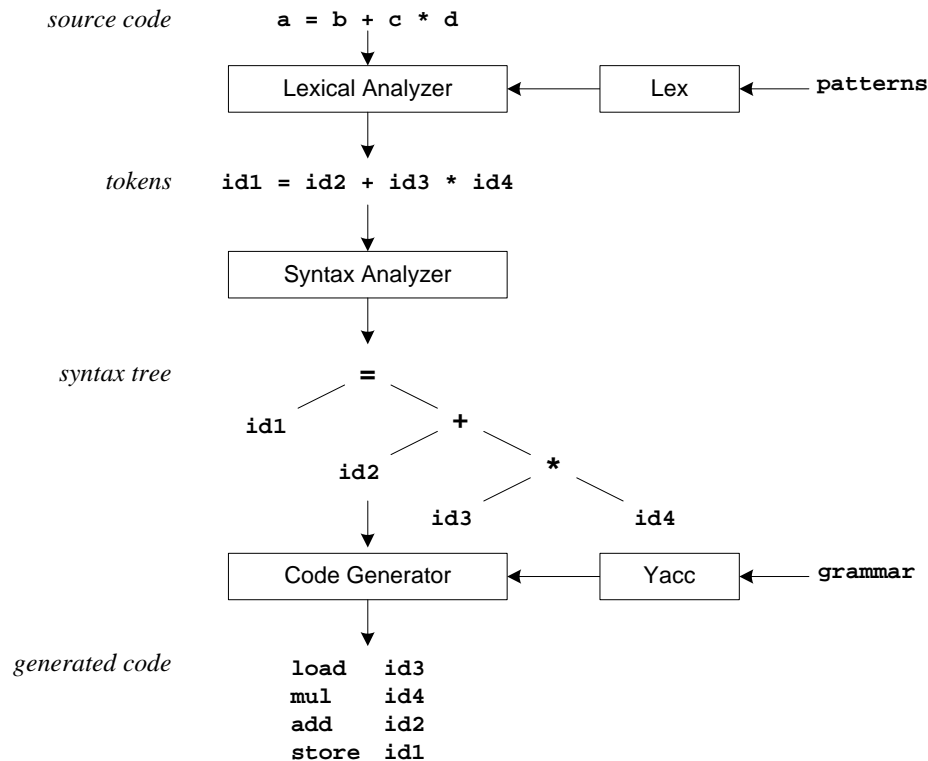 source code a = b + c * d
Lexical Analyzer Lex patterns
tokens id1 = id2 + id3 * id4
Syntax Analyzer
syntax tree =
id1 +
id2 *
id3 id4
Code Generator Yacc grammar
generated code load id3
mul id4
add id2
store id1